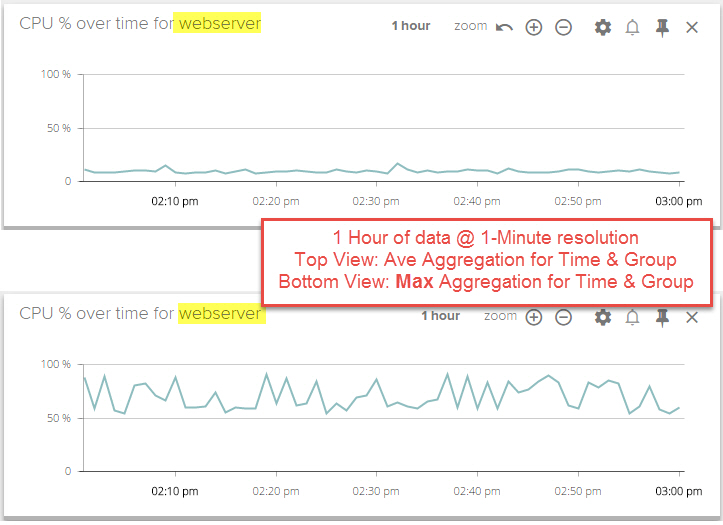 CPU % over time for webserver
1 hour
zoom
100 %
50 %
0
02:10 pm
02:20 pm
02:30 pm
02:40 pm
02:50 pm
03:00 pm
1 Hour of data @ 1-Minute resolution
Top View: Ave Aggregation for Time & Group
Bottom View: Max Aggregation for Time & Group
CPU % over time for webserver
1 hour
zoom
100 %
50 %
0
02:10 pm
02:20 pm
02:30 pm
02:40 pm
02:50 pm
03:00 pm